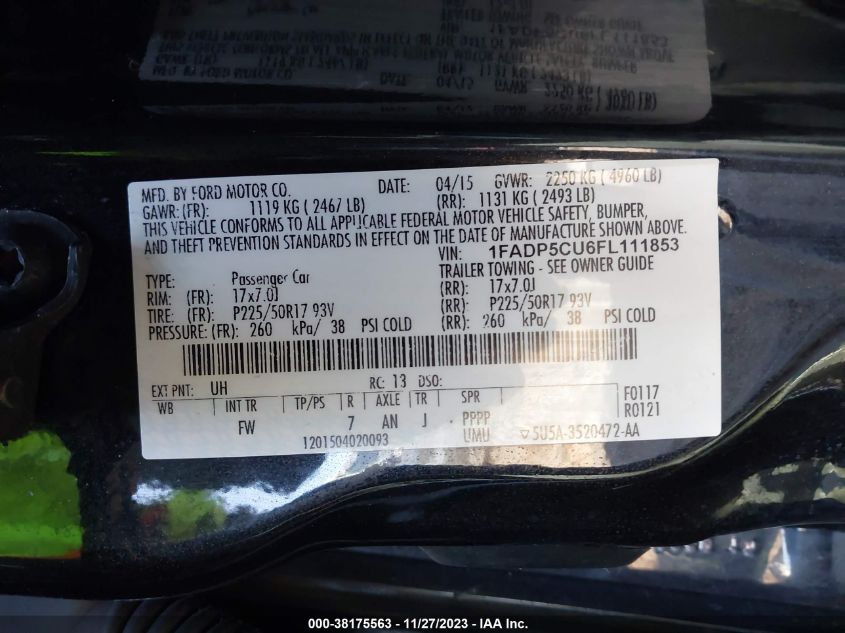 MFD. BY FORD MOTOR CO.
DATE: 04/15 GVWR: 2250 KG ( 4960 LB)
GAWR: (FR): 1119 KG ( 2467 LB) (RR): 1131 KG ( 2493 LB)
THIS VEHICLE CONFORMS TO ALL APPLICABLE FEDERAL MOTOR VEHICLE SAFETY, BUMPER,
AND THEFT PREVENTION STANDARDS IN EFFECT ON THE DATE OF MANUFACTURE SHOWN ABOVE.
VIN: 1FADP5CU6FL111853
TYPE: Passenger Car TRAILER TOWING - SEE OWNER GUIDE
RIM: (FR): 17x7.0J (RR): 17x7.0J
TIRE: (FR): P225/50R17 93V (RR): P225/50R17 93V
PRESSURE: (FR): 260 kPa/ 38 PSI COLD (RR): 260 kPa/ 38 PSI COLD
EXT PNT: UH RC: 13 DSO: F0117
WB INT TR TP/PS R AXLE TR SPR R0121
FW 7 AN J PPPP
1201504020093 UMU 5U5A-3520472-AA
000-38175563 - 11/27/2023 - IAAI.COM